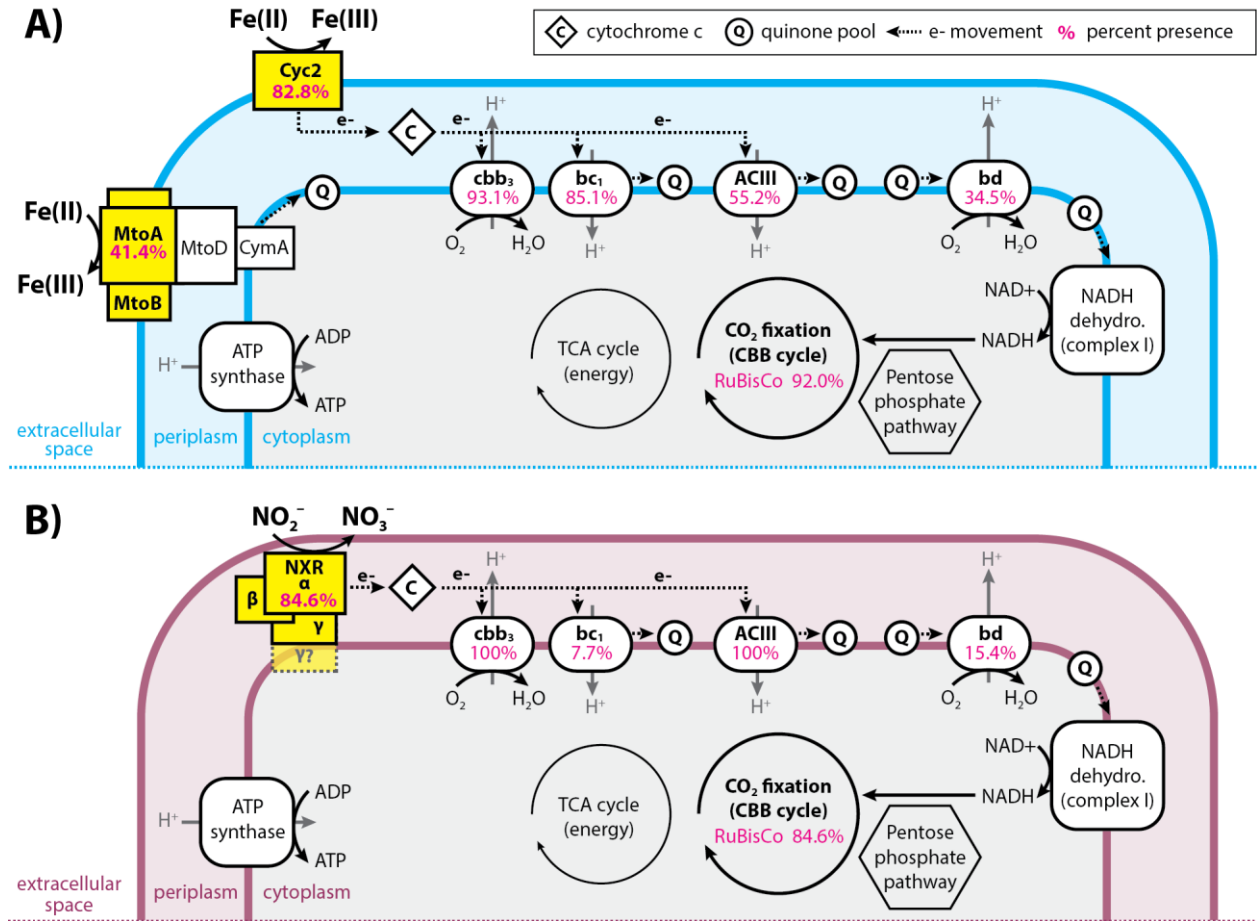 A)
Fe(II) Fe(III)
C cytochrome c Q quinone pool e- movement % percent presence
Cyc2
82.8%
e- C e- e-
H⁺ H⁺
cbb₃
93.1%
bc₁
85.1%
Q
ACIII
55.2%
Q
Q
bd
34.5%
Q
O₂ H₂O
H⁺
H⁺
O₂ H₂O
Q
Fe(II)
MtoA
41.4%
MtoD
CymA
Fe(III)
MtoB
H⁺
ATP
synthase
ADP
ATP
TCA cycle
(energy)
CO₂ fixation
(CBB cycle)
RuBisCo 92.0%
Pentose
phosphate
pathway
NAD+
NADH
NADH
dehydro.
(complex I)
extracellular
space
periplasm
cytoplasm
B)
NO₂⁻ NO₃⁻
NXR
α
84.6%
β
γ
γ?
e- C e- e-
H⁺ H⁺
cbb₃
100%
bc₁
7.7%
Q
ACIII
100%
Q
Q
bd
15.4%
Q
O₂ H₂O
H⁺
H⁺
O₂ H₂O
H⁺
ATP
synthase
ADP
ATP
TCA cycle
(energy)
CO₂ fixation
(CBB cycle)
RuBisCo 84.6%
Pentose
phosphate
pathway
NAD+
NADH
NADH
dehydro.
(complex I)
extracellular
space
periplasm
cytoplasm